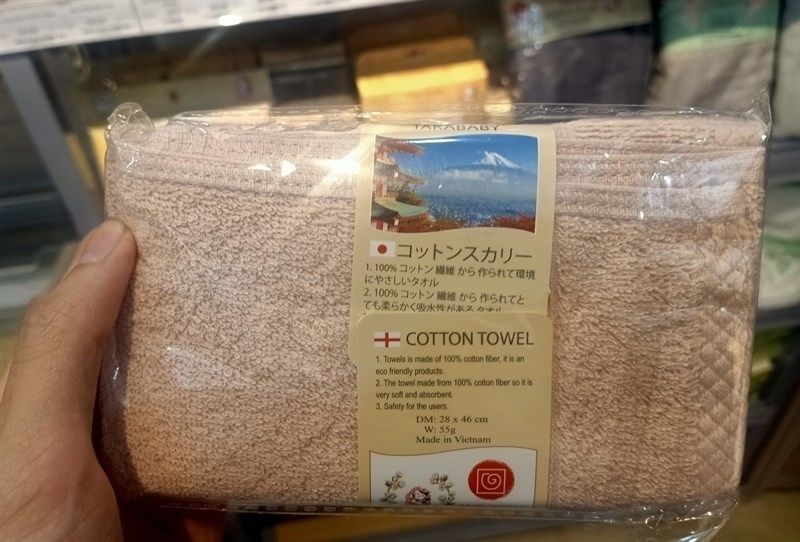 TAKABABY
コットンスカリー
1. 100% コットン 繊維 から 作られて環境
にやさしいタオル
2. 100% コットン 繊維 から 作られてと
ても柔らかく吸水性がある タオル
COTTON TOWEL
1. Towels is made of 100% cotton fiber, it is an
eco friendly products.
2. The towel made from 100% cotton fiber so it is
very soft and absorbent.
3. Safety for the users.
DM: 28 x 46 cm
W: 55g
Made in Vietnam